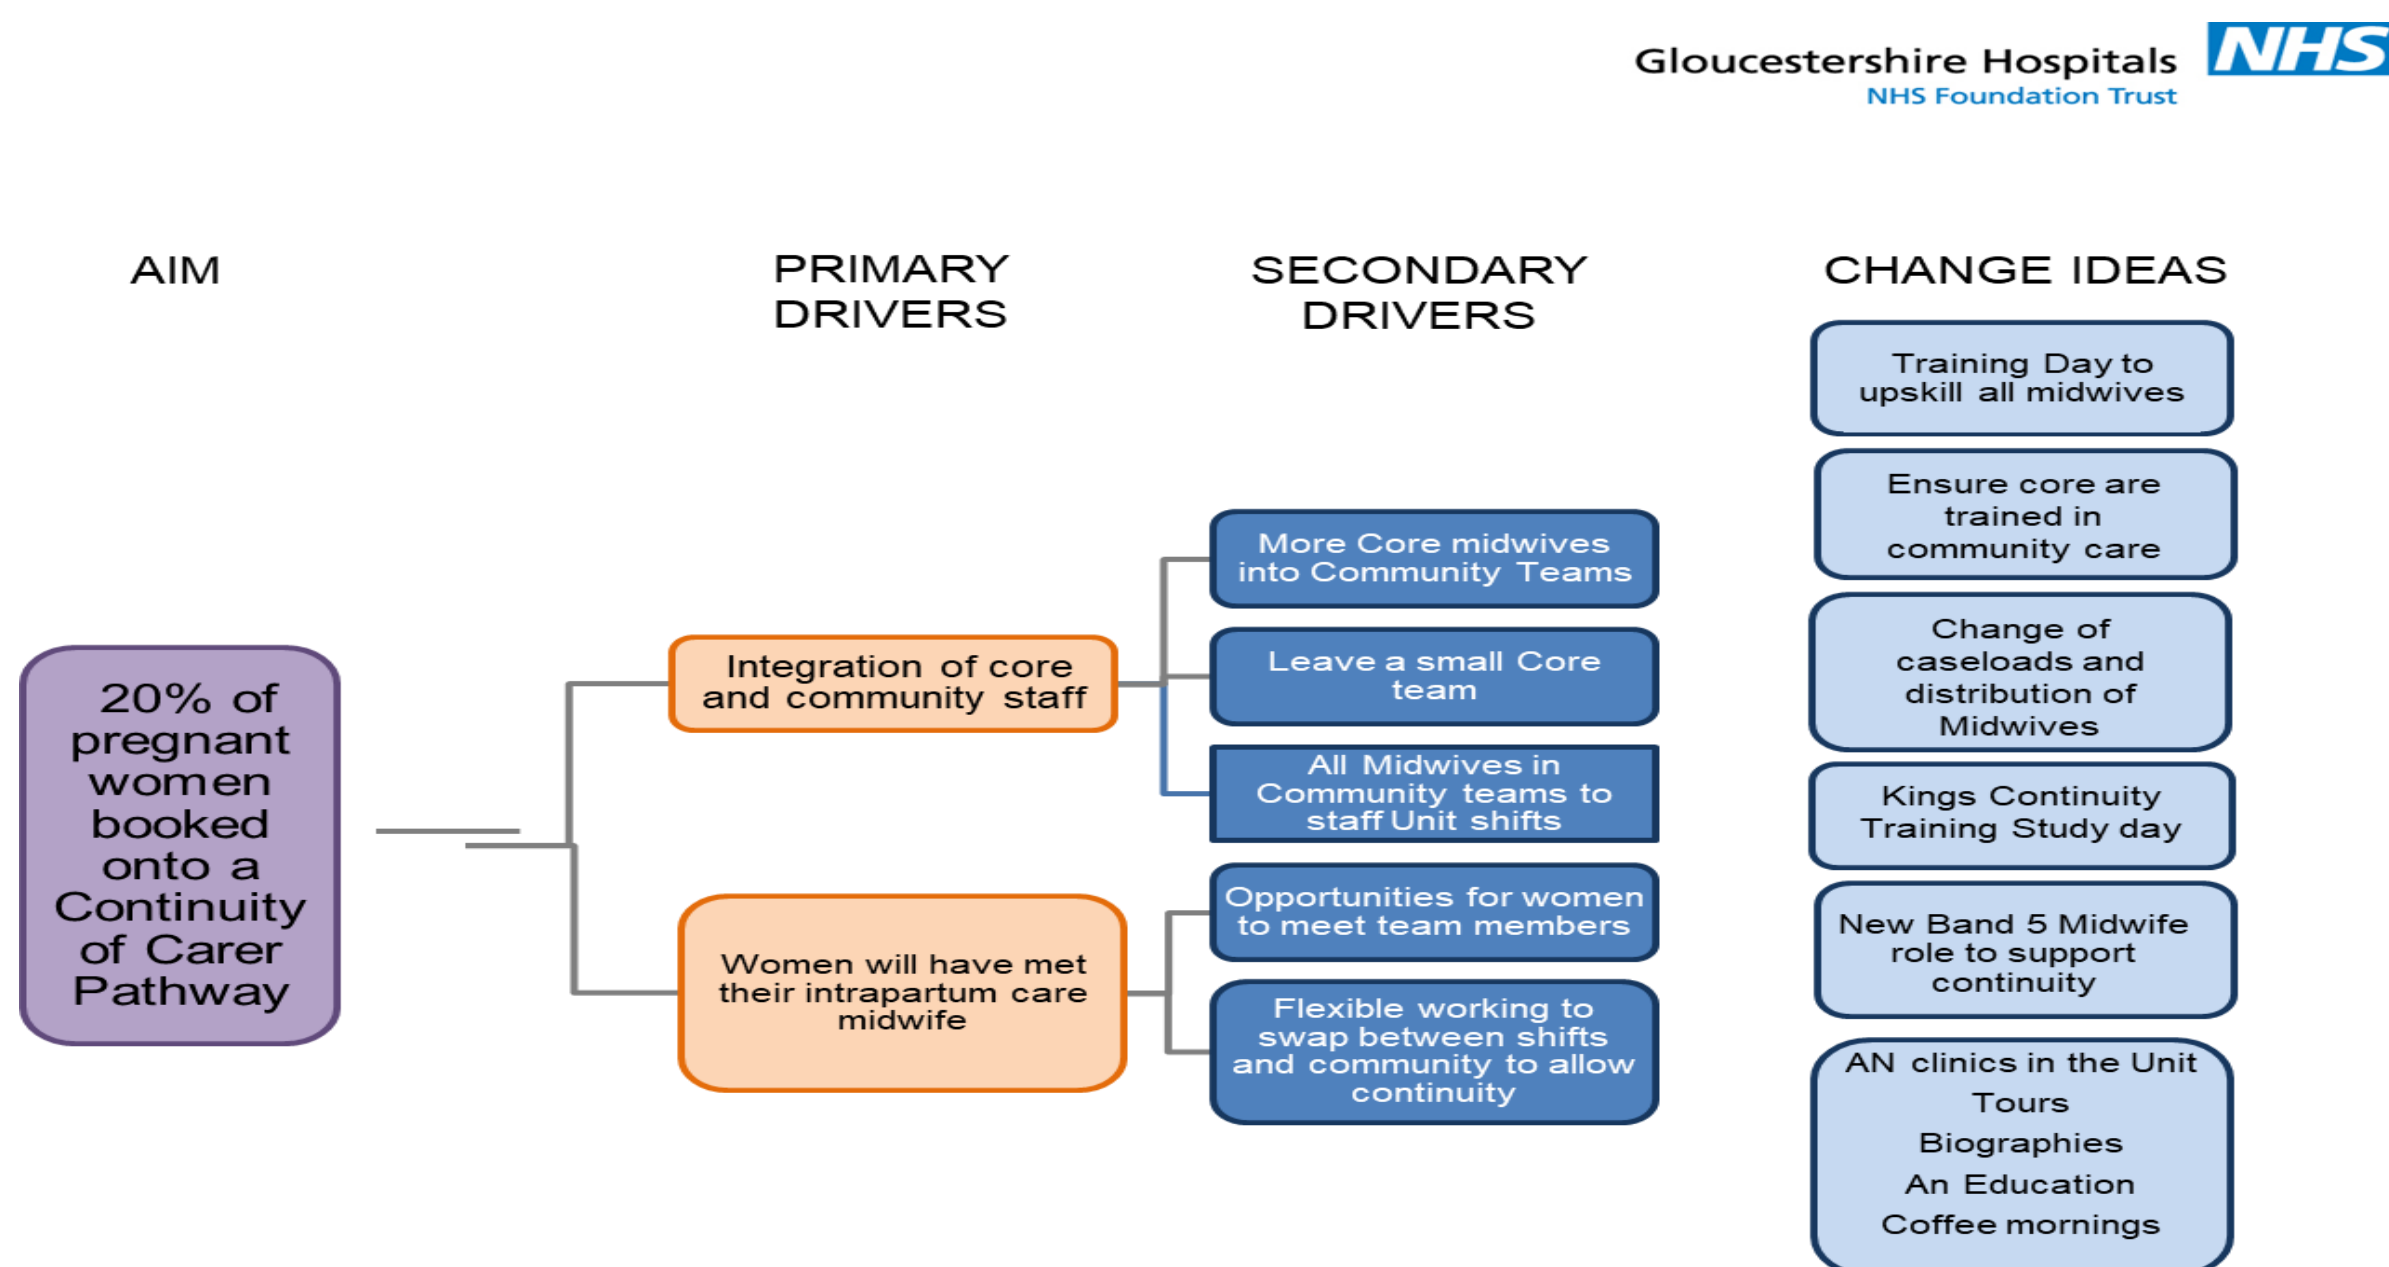 Gloucestershire Hospitals
NHS
NHS Foundation Trust
AIM
PRIMARY
DRIVERS
SECONDARY
DRIVERS
CHANGE IDEAS
20% of
pregnant
women
booked
onto a
Continuity
of Carer
Pathway
Integration of core
and community staff
Women will have met
their intrapartum care
midwife
More Core midwives
into Community Teams
Leave a small Core
team
All Midwives in
Community teams to
staff Unit shifts
Opportunities for women
to meet team members
Flexible working to
swap between shifts
and community to allow
continuity
Training Day to
upskill all midwives
Ensure core are
trained in
community care
Change of
caseloads and
distribution of
Midwives
Kings Continuity
Training Study day
New Band 5 Midwife
role to support
continuity
AN clinics in the Unit
Tours
Biographies
An Education
Coffee mornings